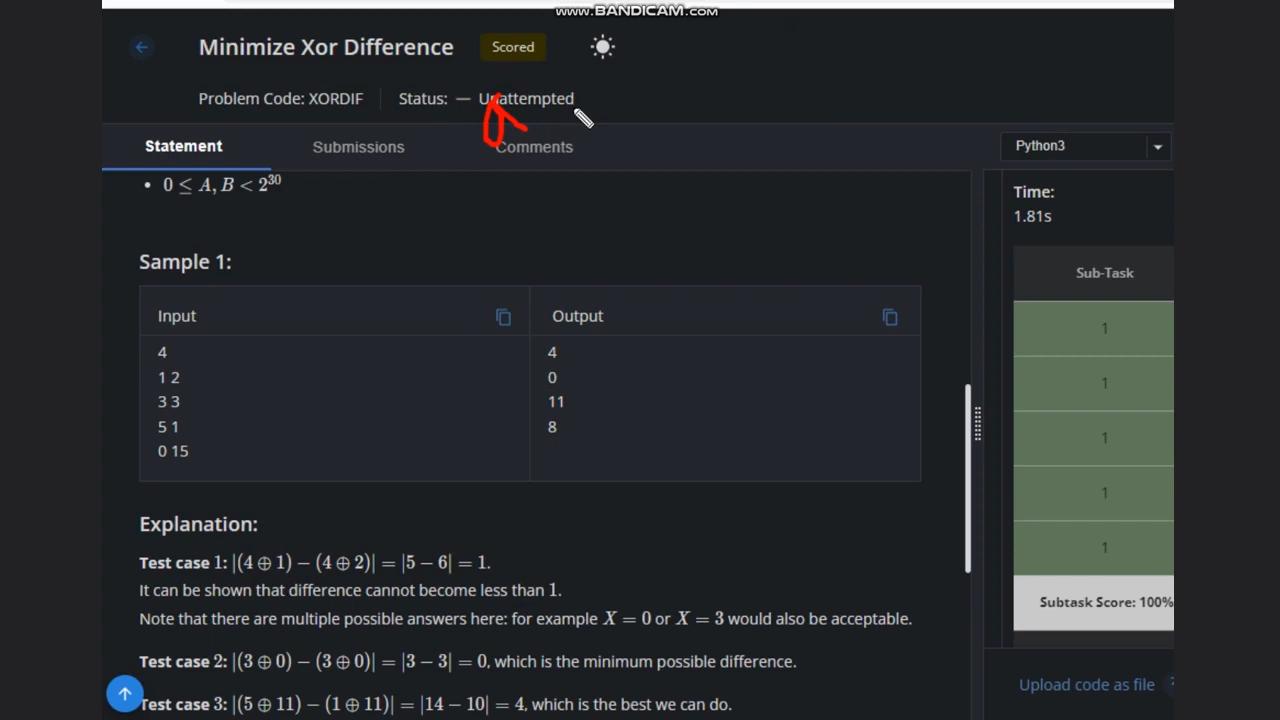 www.BANDICAM.com
Minimize Xor Difference Scored
Problem Code: XORDIF Status: — Unattempted
Statement Submissions Comments Python3
• 0 ≤ A, B < 2^30
Time:
1.81s
Sample 1:
Sub-Task
Input Output
4 4
1 2 0
3 3 11
5 1 8
0 15
1
1
1
1
1
Explanation:
Test case 1: |(4 ⊕ 1) − (4 ⊕ 2)| = |5 − 6| = 1.
It can be shown that difference cannot become less than 1.
Note that there are multiple possible answers here: for example X = 0 or X = 3 would also be acceptable.
Subtask Score: 100%
Test case 2: |(3 ⊕ 0) − (3 ⊕ 0)| = |3 − 3| = 0, which is the minimum possible difference.
Test case 3: |(5 ⊕ 11) − (1 ⊕ 11)| = |14 − 10| = 4, which is the best we can do.
Upload code as file